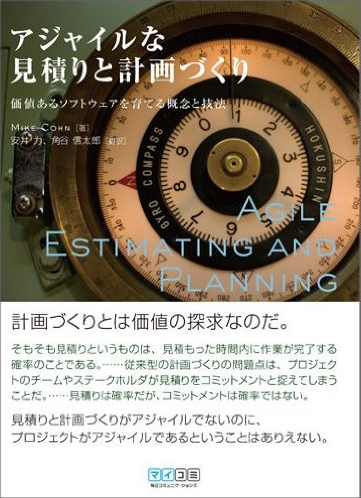 アジャイルな
見積りと計画づくり
価値あるソフトウェアを育てる概念と技法
MIKE COHN [著]
安井 力、角谷 信太郎 [訳]
GYRO COMPASS
HOKUSHIN
AGILE
ESTIMATING AND
PLANNING
計画づくりとは価値の探求なのだ。
そもそも見積りというものは、見積もった時間内に作業が完了する
確率のことである。……従来型の計画づくりの問題点は、プロジェクト
のチームやステークホルダが見積りをコミットメントと捉えてしまう
ことだ。……見積りは確率だが、コミットメントは確率ではない。
見積りと計画づくりがアジャイルでないのに、
プロジェクトがアジャイルであるということはありえない。
マイコミ
毎日コミュニケーションズ